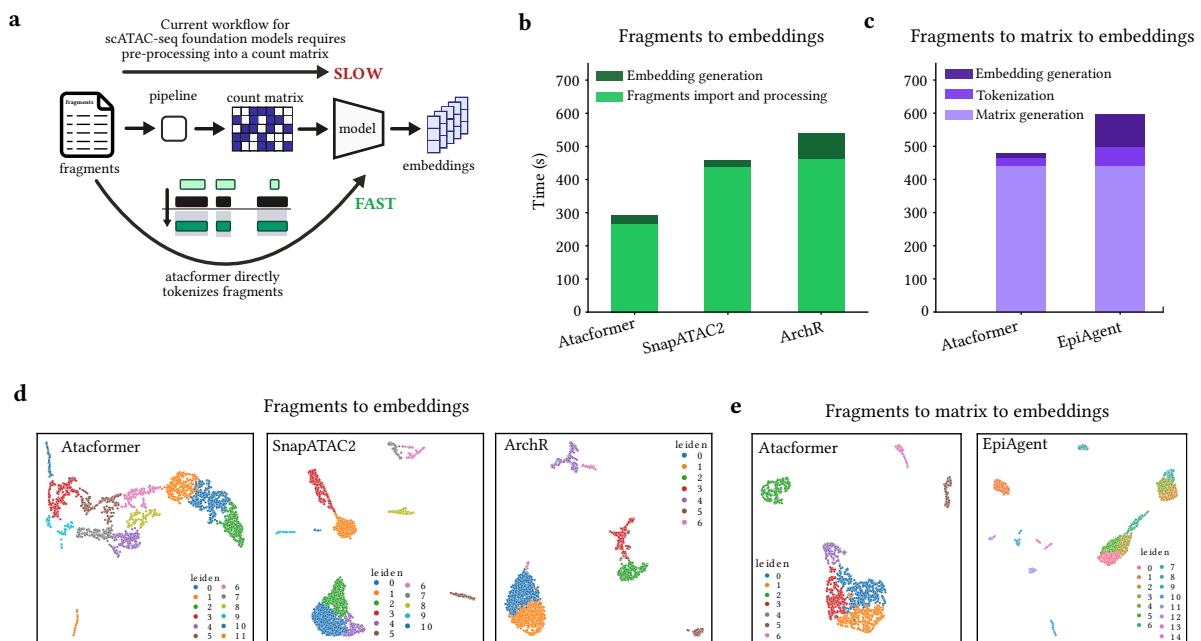 a
Current workflow for
scATAC-seq foundation models requires
pre-processing into a count matrix
SLOW
fragments
pipeline
count matrix
model
fragments
embeddings
FAST
atacformer directly
tokenizes fragments
b
Fragments to embeddings
Embedding generation
Fragments import and processing
Time (s)
700
600
500
400
300
200
100
0
Atacformer
SnapATAC2
ArchR
c
Fragments to matrix to embeddings
Embedding generation
Tokenization
Matrix generation
700
600
500
400
300
200
100
0
Atacformer
EpiAgent
d
Fragments to embeddings
Atacformer
leiden
0 6
1 7
2 8
3 9
4 10
5 11
SnapATAC2
leiden
0 6
1 7
2 8
3 9
4 10
5
ArchR
leiden
0
1
2
3
4
5
6
e
Fragments to matrix to embeddings
Atacformer
leiden
0
1
2
3
4
5
6
EpiAgent
leiden
0 7
1 8
2 9
3 10
4 11
5 12
6 13
14